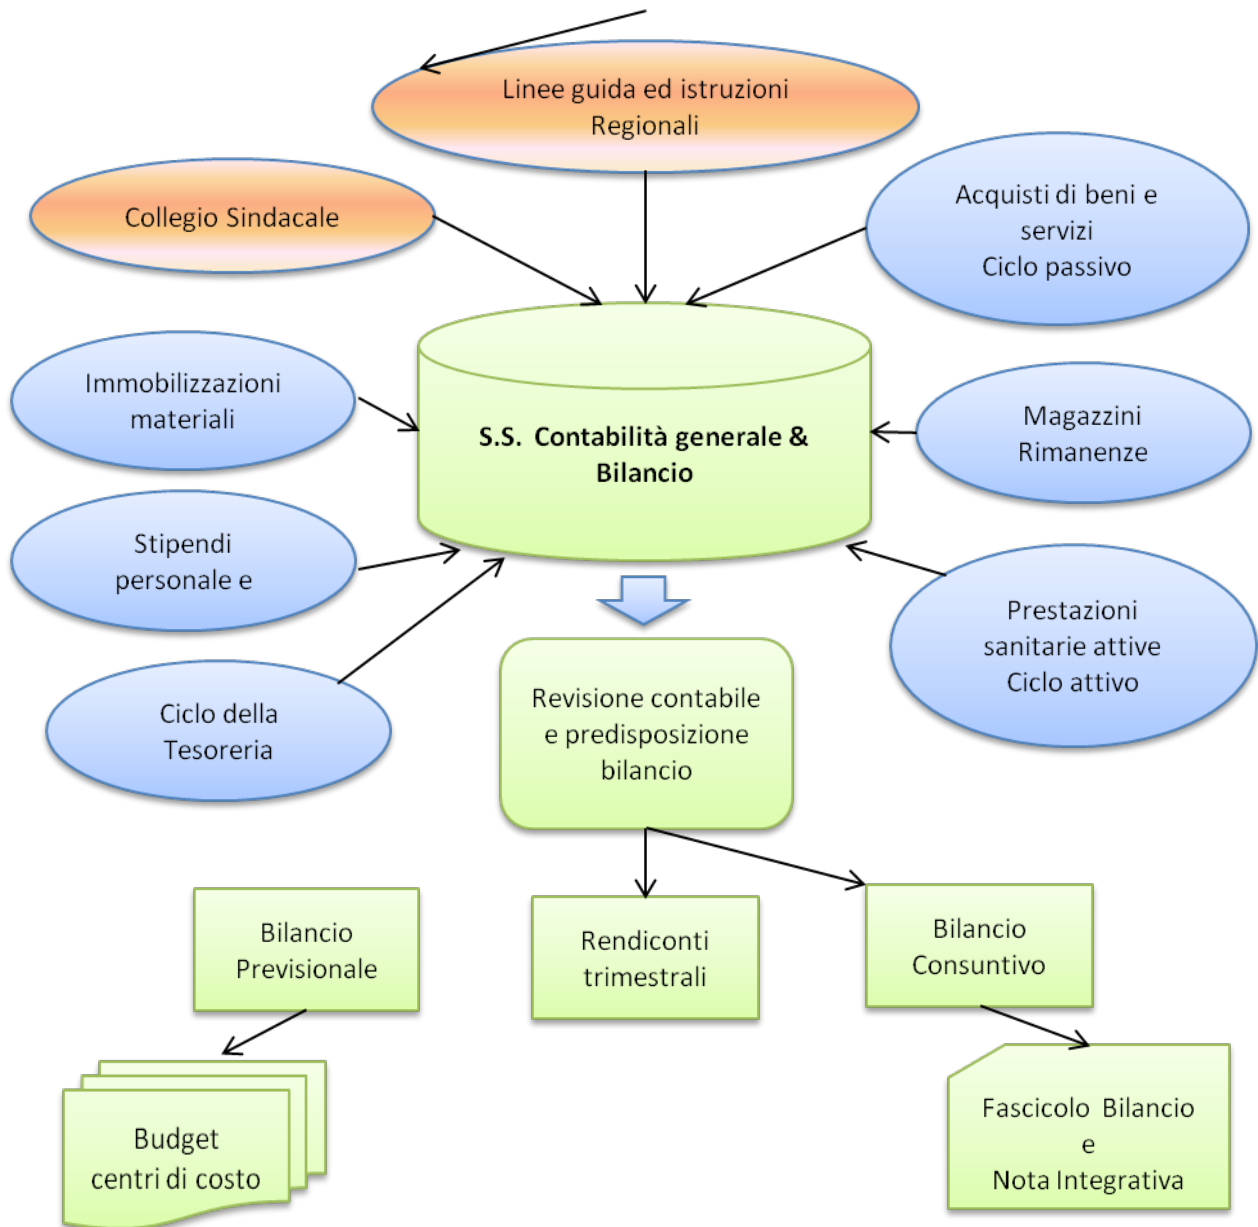 Linee guida ed istruzioni
Regionali
Collegio Sindacale
Acquisti di beni e
servizi
Ciclo passivo
Immobilizzazioni
materiali
S.S. Contabilità generale &
Bilancio
Magazzini
Rimanenze
Stipendi
personale e
Prestazioni
sanitarie attive
Ciclo attivo
Ciclo della
Tesoreria
Revisione contabile
e predisposizione
bilancio
Bilancio
Previsionale
Rendiconti
trimestrali
Bilancio
Consuntivo
Budget
centri di costo
Fascicolo Bilancio
e
Nota Integrativa